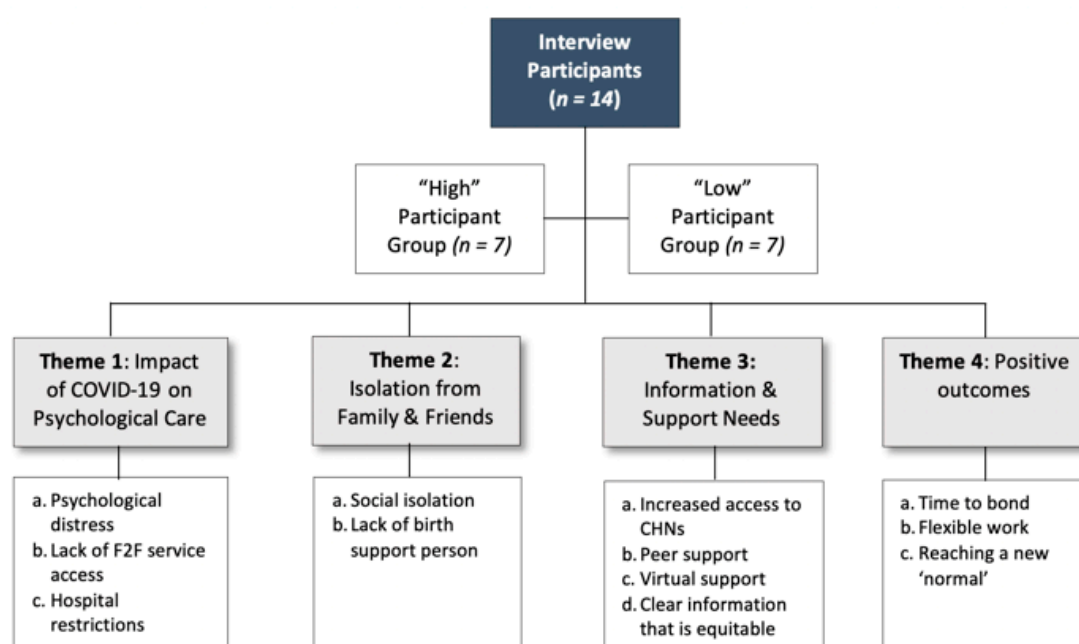 Interview
Participants
(n = 14)
“High”
Participant
Group (n = 7)
“Low”
Participant
Group (n = 7)
Theme 1: Impact
of COVID-19 on
Psychological Care
Theme 2:
Isolation from
Family & Friends
Theme 3:
Information &
Support Needs
Theme 4: Positive
outcomes
a. Psychological
distress
b. Lack of F2F service
access
c. Hospital
restrictions
a. Social isolation
b. Lack of birth
support person
a. Increased access to
CHNs
b. Peer support
c. Virtual support
d. Clear information
that is equitable
a. Time to bond
b. Flexible work
c. Reaching a new
‘normal’